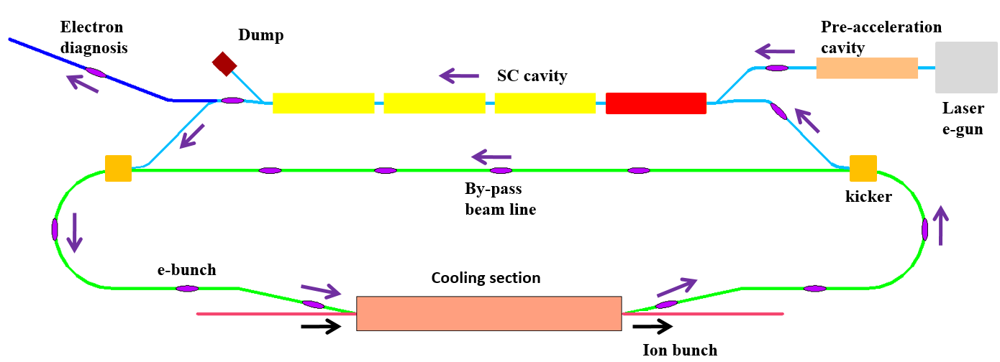 Electron
diagnosis
Dump
SC cavity
Pre-acceleration
cavity
Laser
e-gun
By-pass
beam line
kicker
e-bunch
Cooling section
Ion bunch